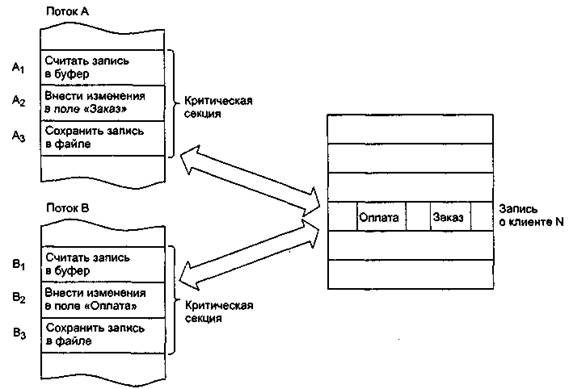 Поток А
A1
Считать запись
в буфер
A2
Внести изменения
в поле «Заказ»
A3
Сохранить запись
в файле
Критическая
секция
Поток В
B1
Считать запись
в буфер
B2
Внести изменения
в поле «Оплата»
B3
Сохранить запись
в файле
Критическая
секция
Оплата
Заказ
Запись
о клиенте N